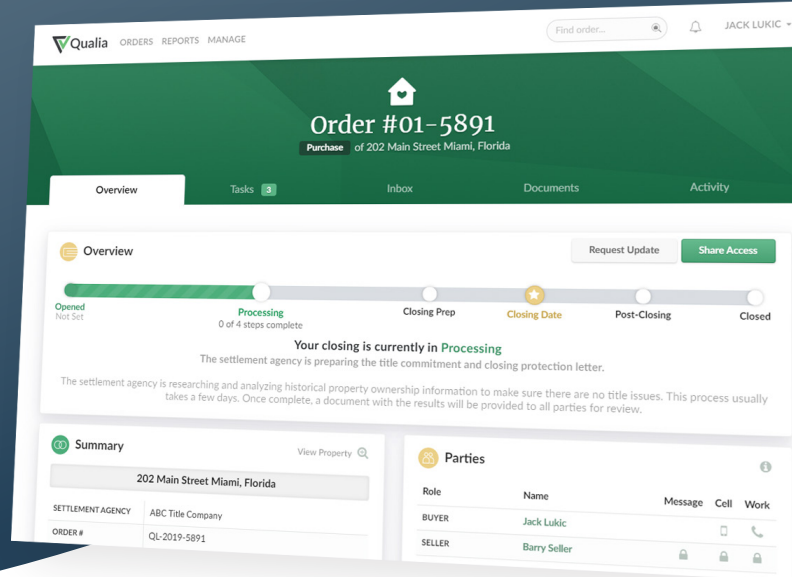 Qualia ORDERS REPORTS MANAGE Find order... JACK LUKIC
Order #01-5891
Purchase of 202 Main Street Miami, Florida
Overview Tasks 3 Inbox Documents Activity
Overview Request Update Share Access
Opened Processing Closing Prep Closing Date Post-Closing Closed
Not Set 0 of 4 steps complete
Your closing is currently in Processing
The settlement agency is preparing the title commitment and closing protection letter.
The settlement agency is researching and analyzing historical property ownership information to make sure there are no title issues. This process usually
takes a few days. Once complete, a document with the results will be provided to all parties for review.
Summary View Property
202 Main Street Miami, Florida
SETTLEMENT AGENCY ABC Title Company
ORDER # QL-2019-5891
Parties
Role Name Message Cell Work
BUYER Jack Lukic
SELLER Barry Seller